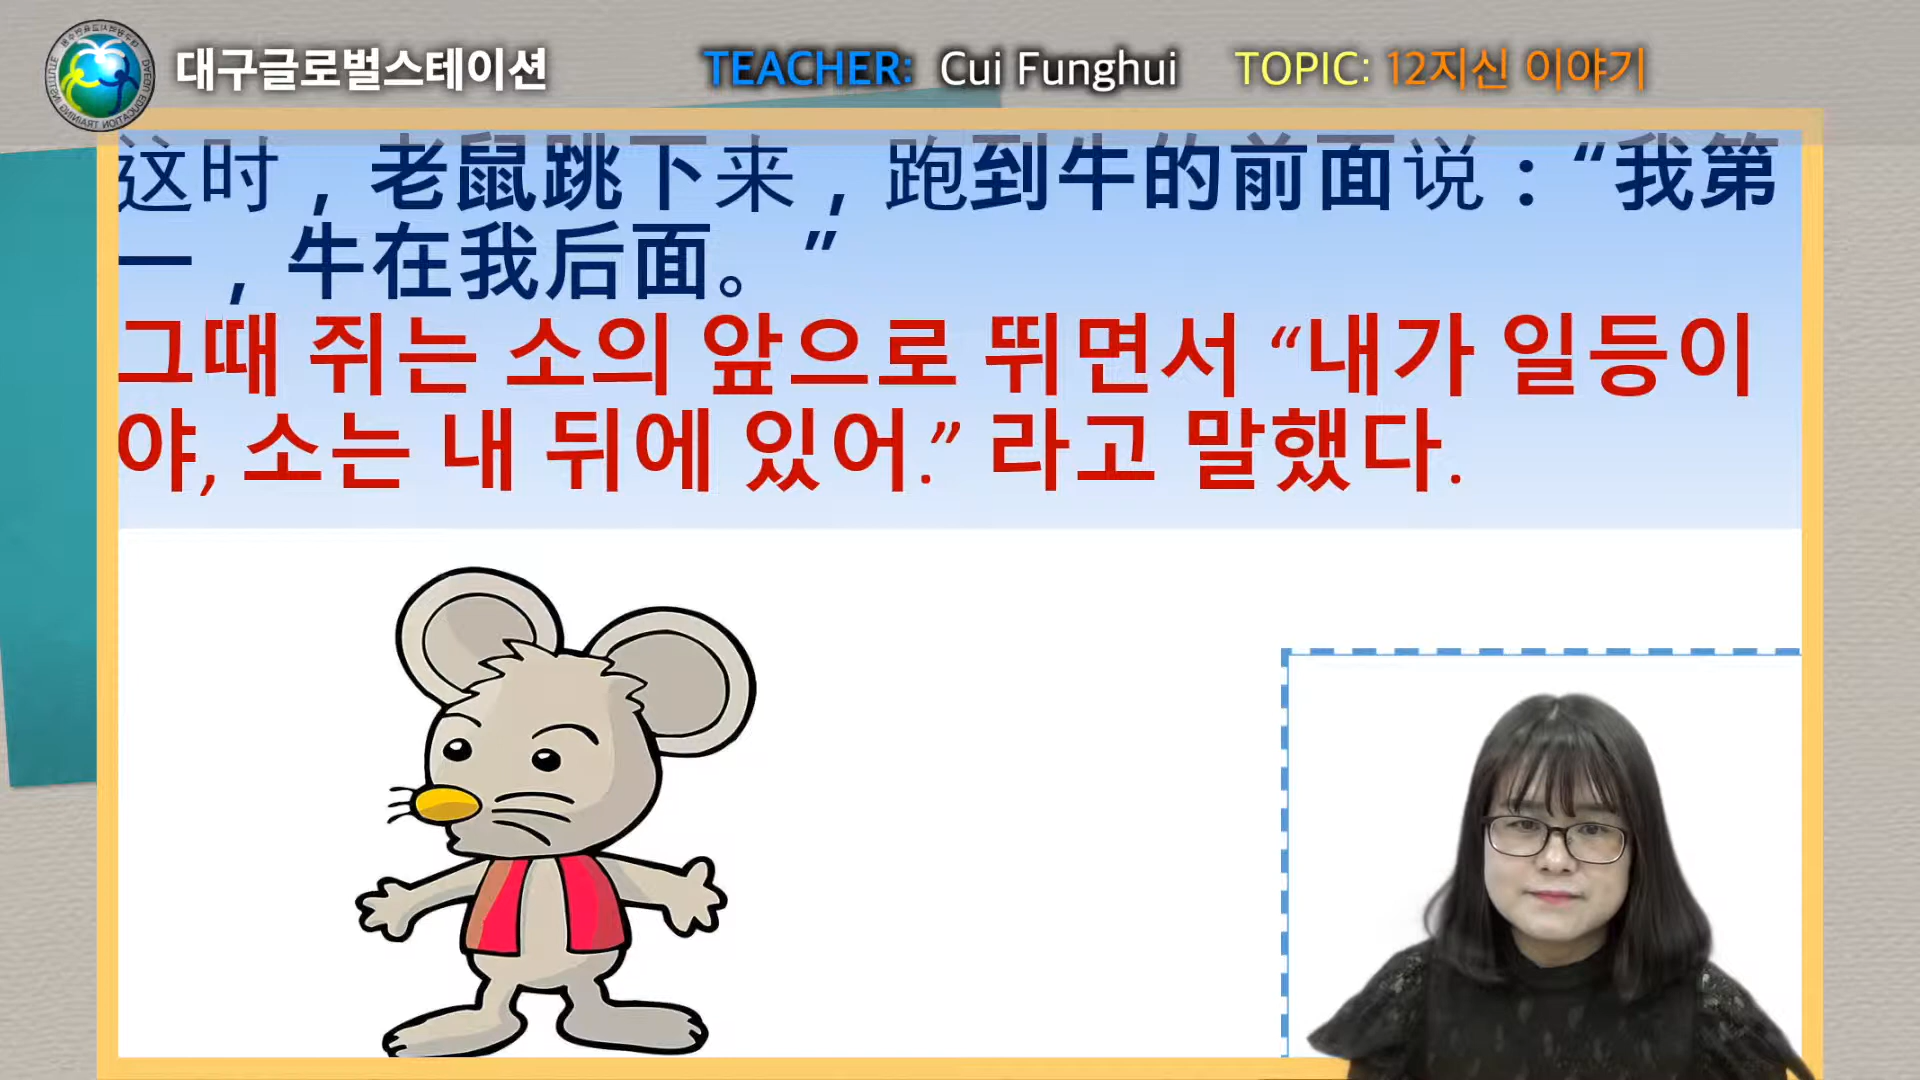 대구글로벌스테이션
TEACHER: Cui Funghui TOPIC: 12지신 이야기
这时，老鼠跳下来，跑到牛的前面说：“我第
一，牛在我后面。”
그때 쥐는 소의 앞으로 뛰면서 “내가 일등이
야, 소는 내 뒤에 있어.” 라고 말했다.